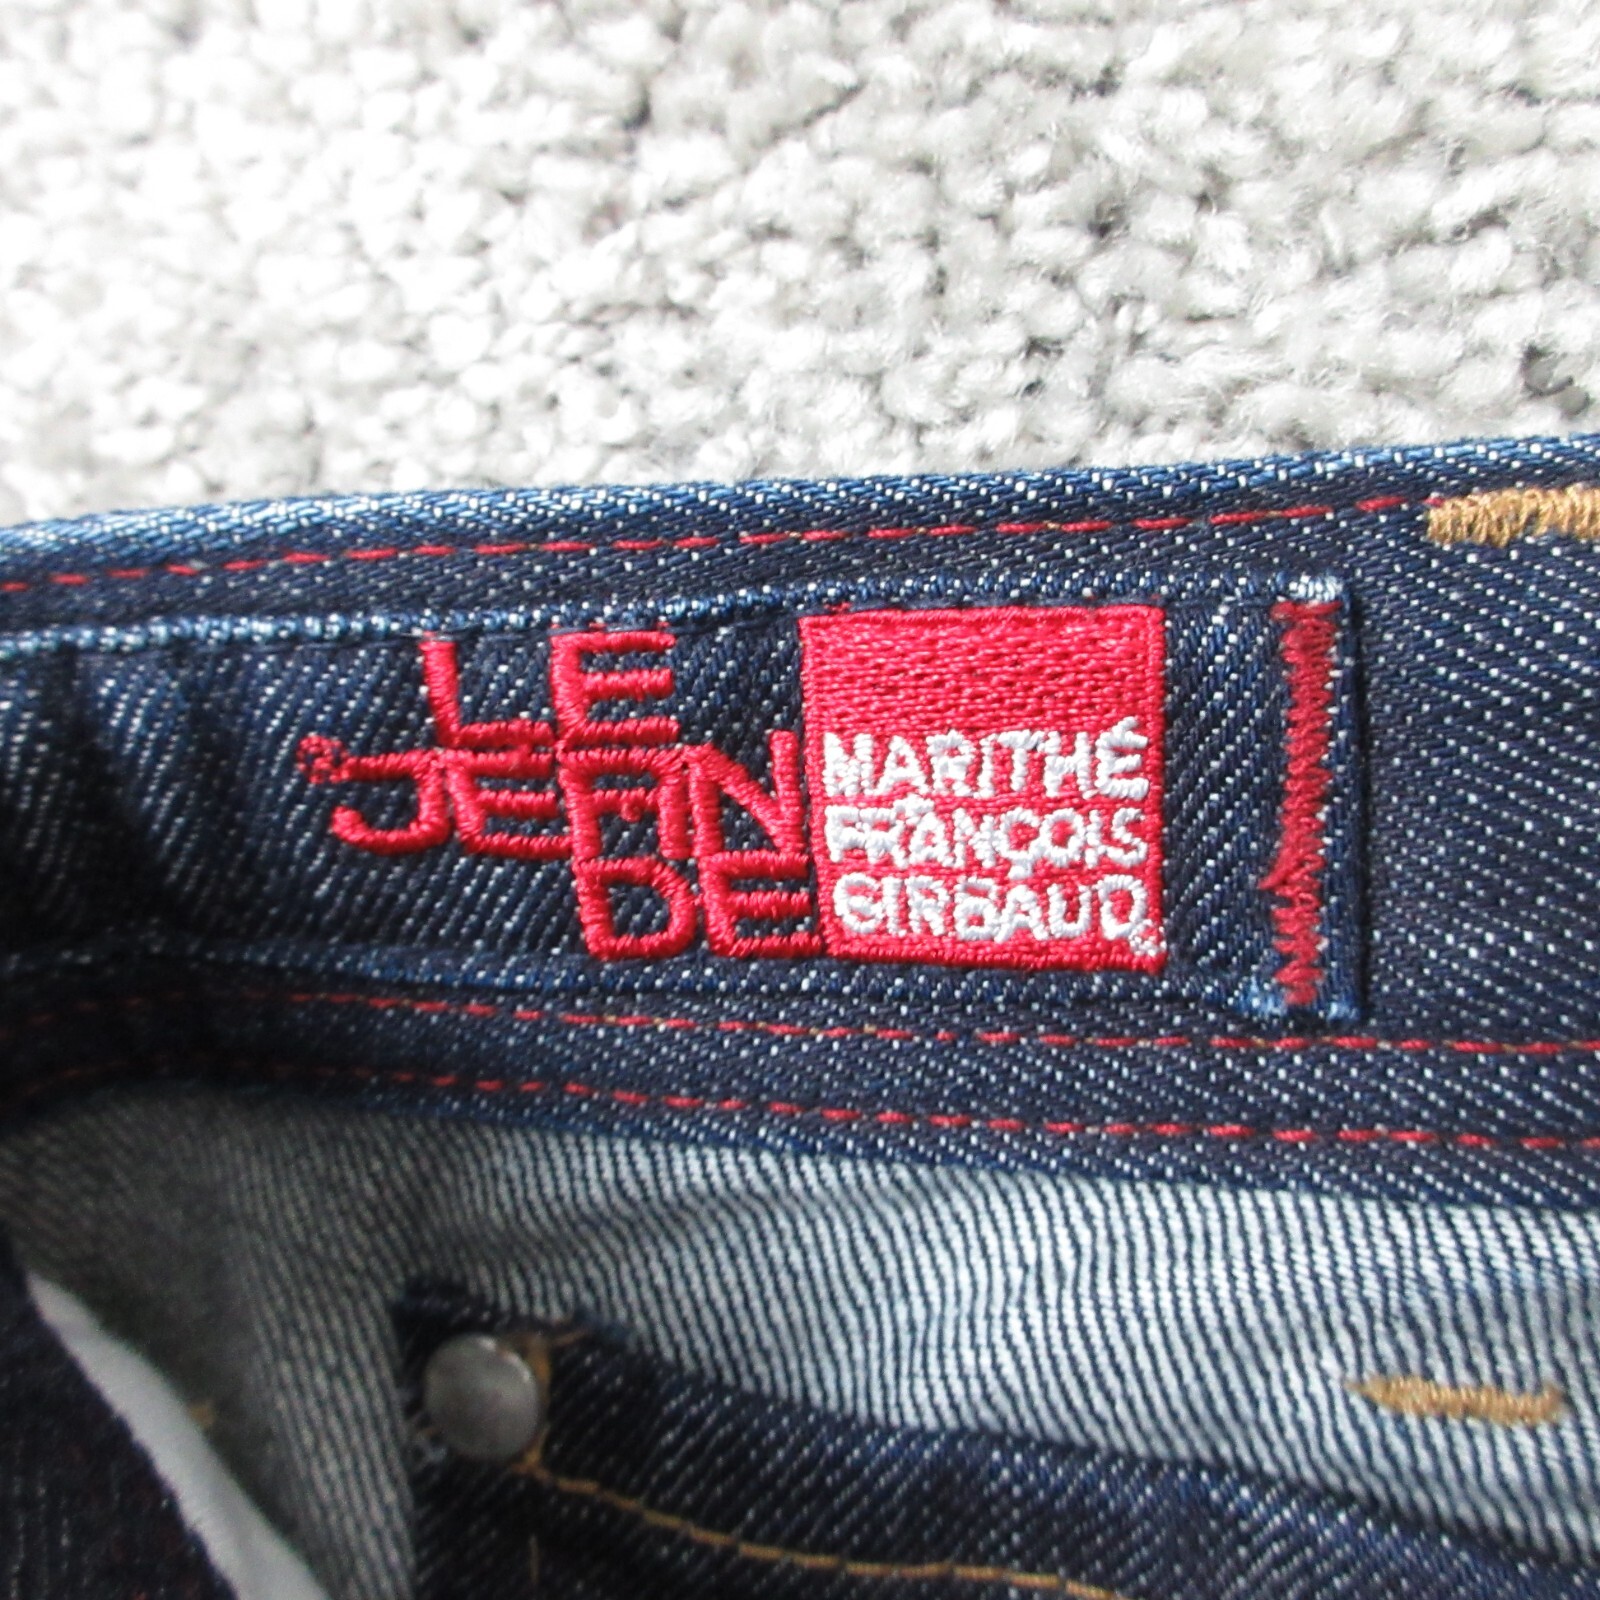 LE
®JEAN
DE
MARITHÉ
FRANÇOIS
GIRBAUD